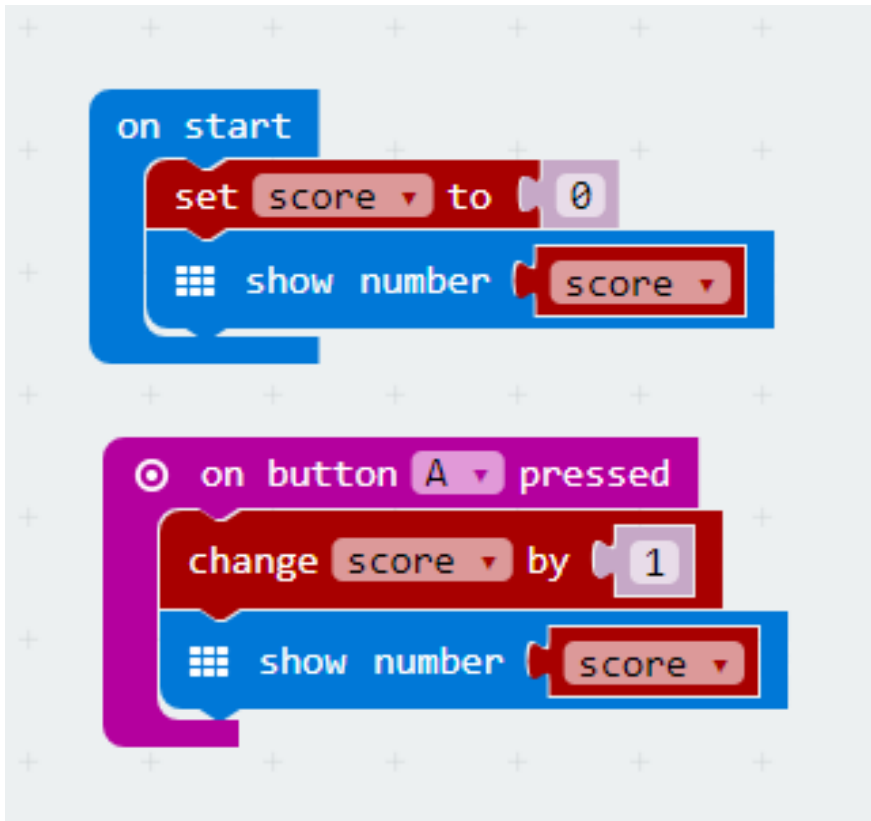 on start
set score to 0
show number score
on button A pressed
change score by 1
show number score